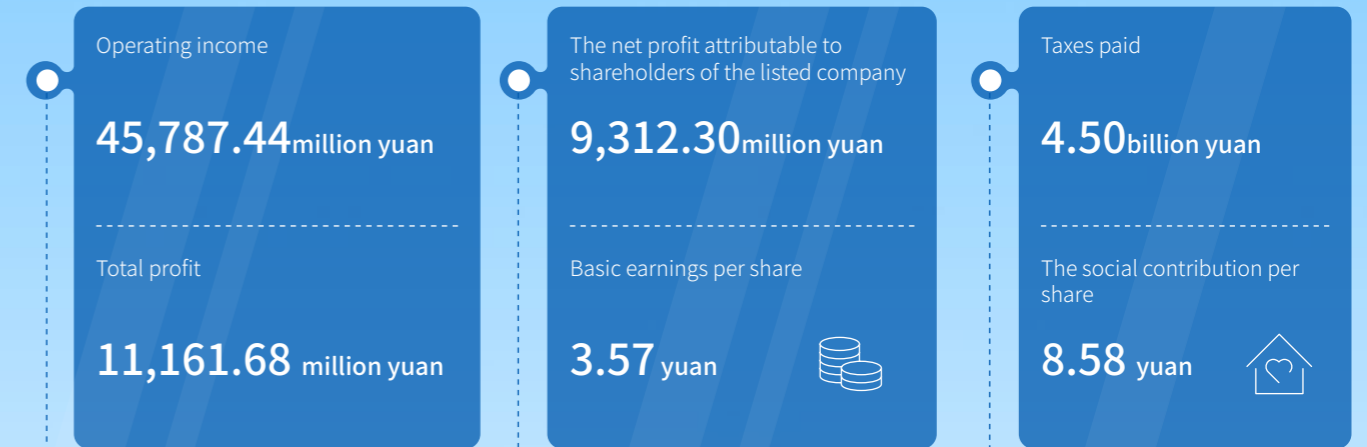 Operating income
45,787.44million yuan
Total profit
11,161.68 million yuan
The net profit attributable to
shareholders of the listed company
9,312.30million yuan
Basic earnings per share
3.57 yuan
Taxes paid
4.50billion yuan
The social contribution per
share
8.58 yuan